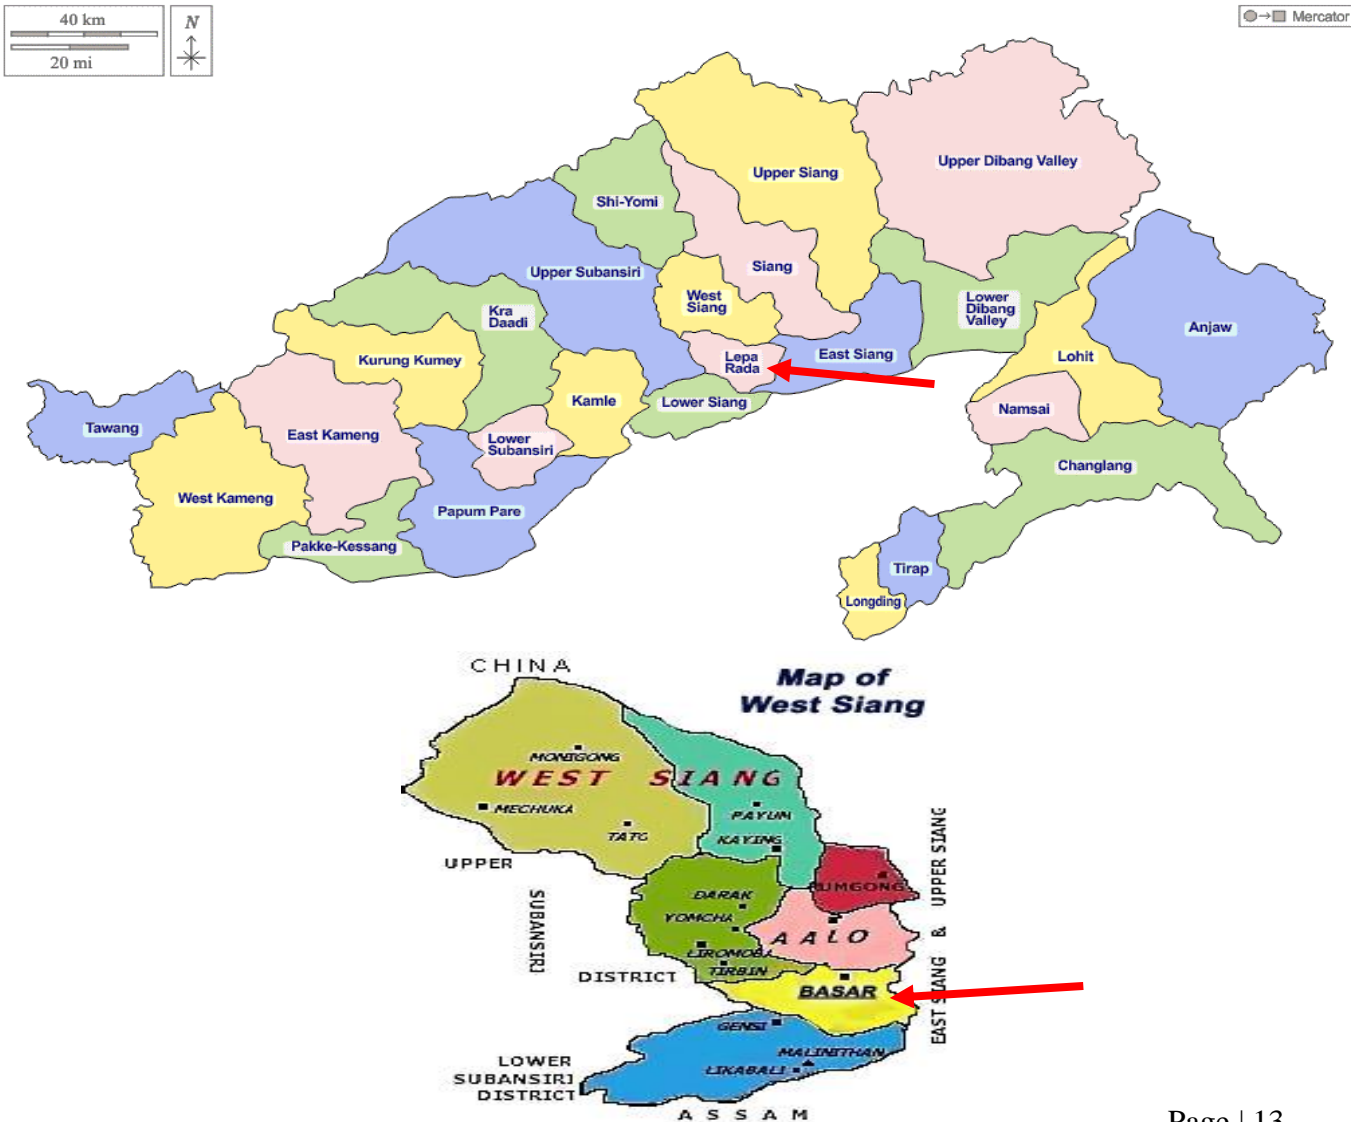 40 km
20 mi
N
Mercator
Upper Siang
Upper Dibang Valley
Shi-Yomi
Upper Subansiri
Siang
West
Siang
Lower
Dibang
Valley
Anjaw
Kra
Daadi
Kurung Kumey
Lepa
Rada
East Siang
Lohit
Kamle
Lower Siang
Namsai
Tawang
East Kameng
Lower
Subansiri
Changlang
West Kameng
Papum Pare
Pakke-Kessang
Tirap
Longding
CHINA
Map of
West Siang
MONIGONG
WEST SIANG
MECHUKA
PAYUM
TATO
KAYING
UPPER
SUBANSIRI
DISTRICT
RUMGONG
DARAK
YOMCHA
AALO
LIROMOBA
TIRBIN
BASAR
EAST SIANG & UPPER SIANG
GENSI
MALINITHAN
LIKABALI
LOWER
SUBANSIRI
DISTRICT
ASSAM
Page | 13